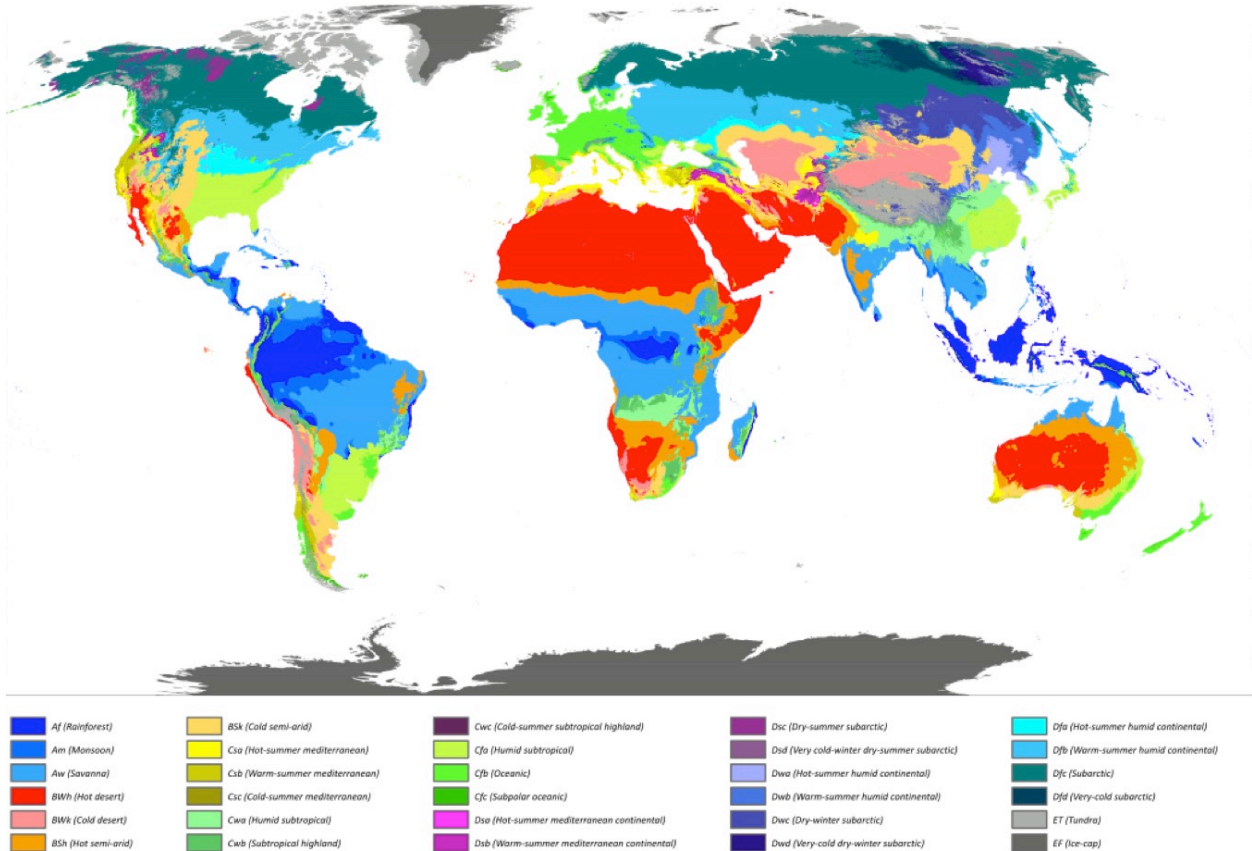 Af (Rainforest)
Am (Monsoon)
Aw (Savanna)
BWh (Hot desert)
BWk (Cold desert)
BSh (Hot semi-arid)
BSk (Cold semi-arid)
Csa (Hot-summer mediterranean)
Csb (Warm-summer mediterranean)
Csc (Cold-summer mediterranean)
Cwa (Humid subtropical)
Cwb (Subtropical highland)
Cwc (Cold-summer subtropical highland)
Cfa (Humid subtropical)
Cfb (Oceanic)
Cfc (Subpolar oceanic)
Dsa (Hot-summer mediterranean continental)
Dsb (Warm-summer mediterranean continental)
Dsc (Dry-summer subarctic)
Dsd (Very cold-winter dry-summer subarctic)
Dwa (Hot-summer humid continental)
Dwb (Warm-summer humid continental)
Dwc (Dry-winter subarctic)
Dwd (Very-cold dry-winter subarctic)
Dfa (Hot-summer humid continental)
Dfb (Warm-summer humid continental)
Dfc (Subarctic)
Dfd (Very-cold subarctic)
ET (Tundra)
EF (Ice-cap)